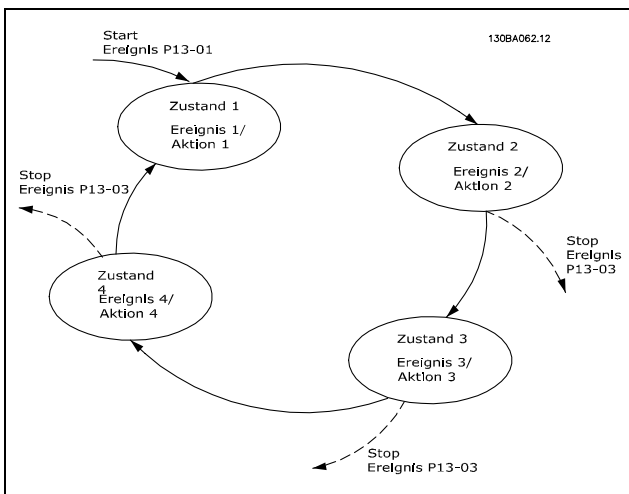 Start
Ereignis P13-01
130BA062.12
Zustand 1
Ereignis 1/
Aktion 1
Zustand 2
Ereignis 2/
Aktion 2
Stop
Ereignis P13-03
Stop
Ereignis
P13-03
Zustand
4
Ereignis 4/
Aktion 4
Zustand 3
Ereignis 3/
Aktion 3
Stop
Ereignis P13-03